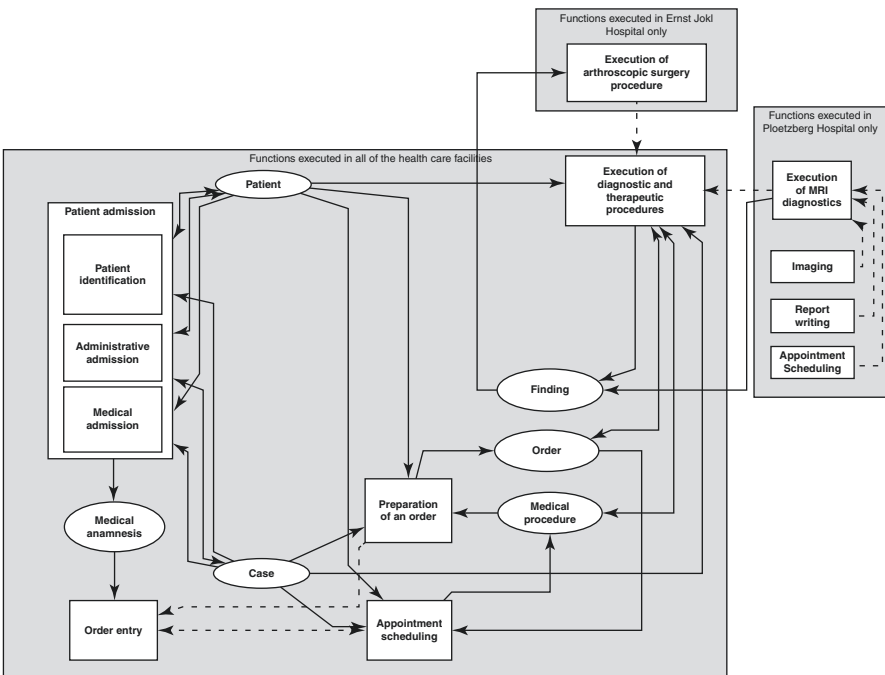 Functions executed in Ernst Jokl
Hospital only
Execution of
arthroscopic surgery
procedure
Functions executed in
Ploetzberg Hospital only
Execution
of MRI
diagnostics
Imaging
Report
writing
Appointment
Scheduling
Functions executed in all of the health care facilities
Patient
Execution of
diagnostic and
therapeutic
procedures
Patient admission
Patient
identification
Administrative
admission
Medical
admission
Finding
Order
Preparation
of an order
Medical
procedure
Medical
anamnesis
Case
Order entry
Appointment
scheduling